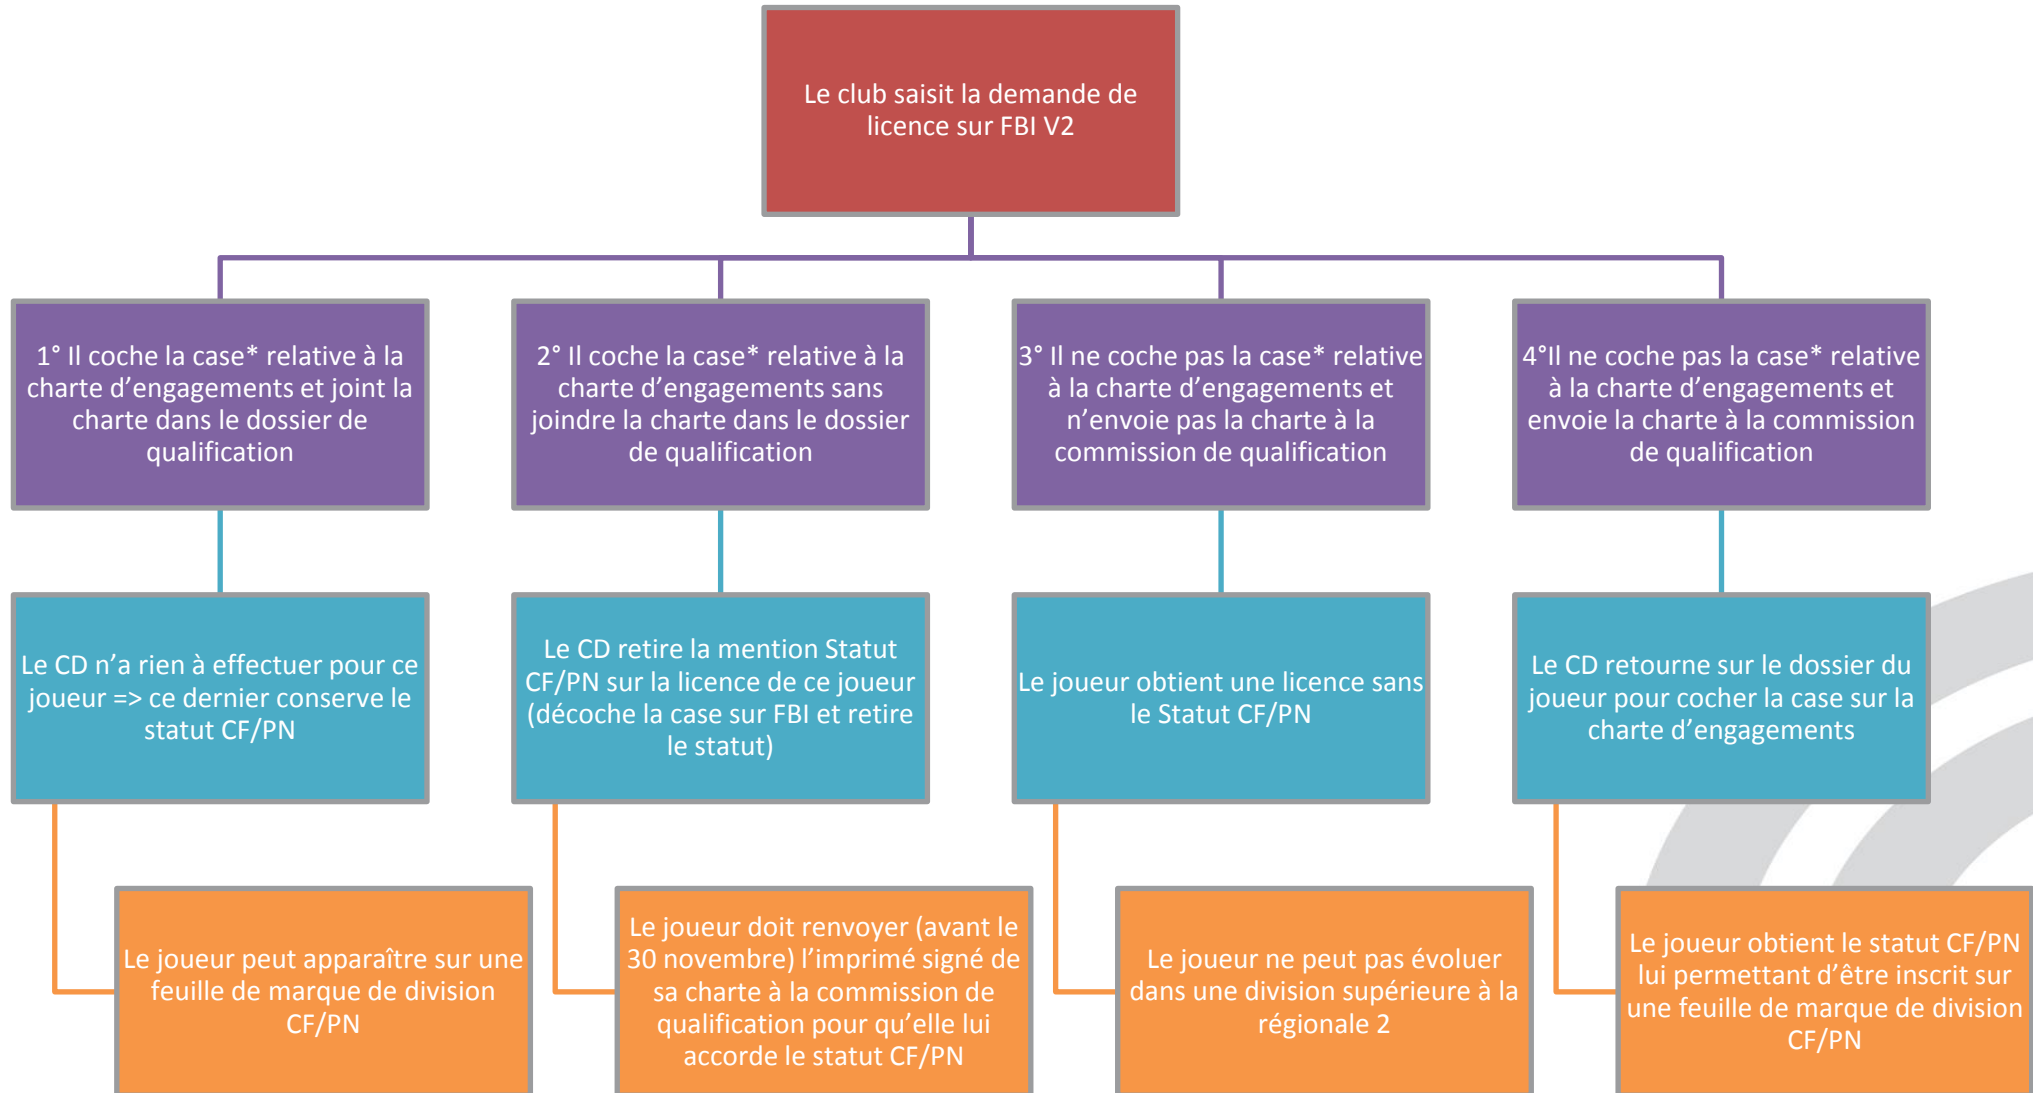 Le club saisit la demande de
licence sur FBI V2
1° Il coche la case* relative à la
charte d'engagements et joint la
charte dans le dossier de
qualification
2° Il coche la case* relative à la
charte d'engagements sans
joindre la charte dans le dossier
de qualification
3° Il ne coche pas la case* relative
à la charte d'engagements et
n'envoie pas la charte à la
commission de qualification
4°Il ne coche pas la case* relative
à la charte d'engagements et
envoie la charte à la commission
de qualification
Le CD n'a rien à effectuer pour ce
joueur => ce dernier conserve le
statut CF/PN
Le CD retire la mention Statut
CF/PN sur la licence de ce joueur
(décoche la case sur FBI et retire
le statut)
Le joueur obtient une licence sans
le Statut CF/PN
Le CD retourne sur le dossier du
joueur pour cocher la case sur la
charte d'engagements
Le joueur peut apparaître sur une
feuille de marque de division
CF/PN
Le joueur doit renvoyer (avant le
30 novembre) l'imprimé signé de
sa charte à la commission de
qualification pour qu'elle lui
accorde le statut CF/PN
Le joueur ne peut pas évoluer
dans une division supérieure à la
régionale 2
Le joueur obtient le statut CF/PN
lui permettant d'être inscrit sur
une feuille de marque de division
CF/PN